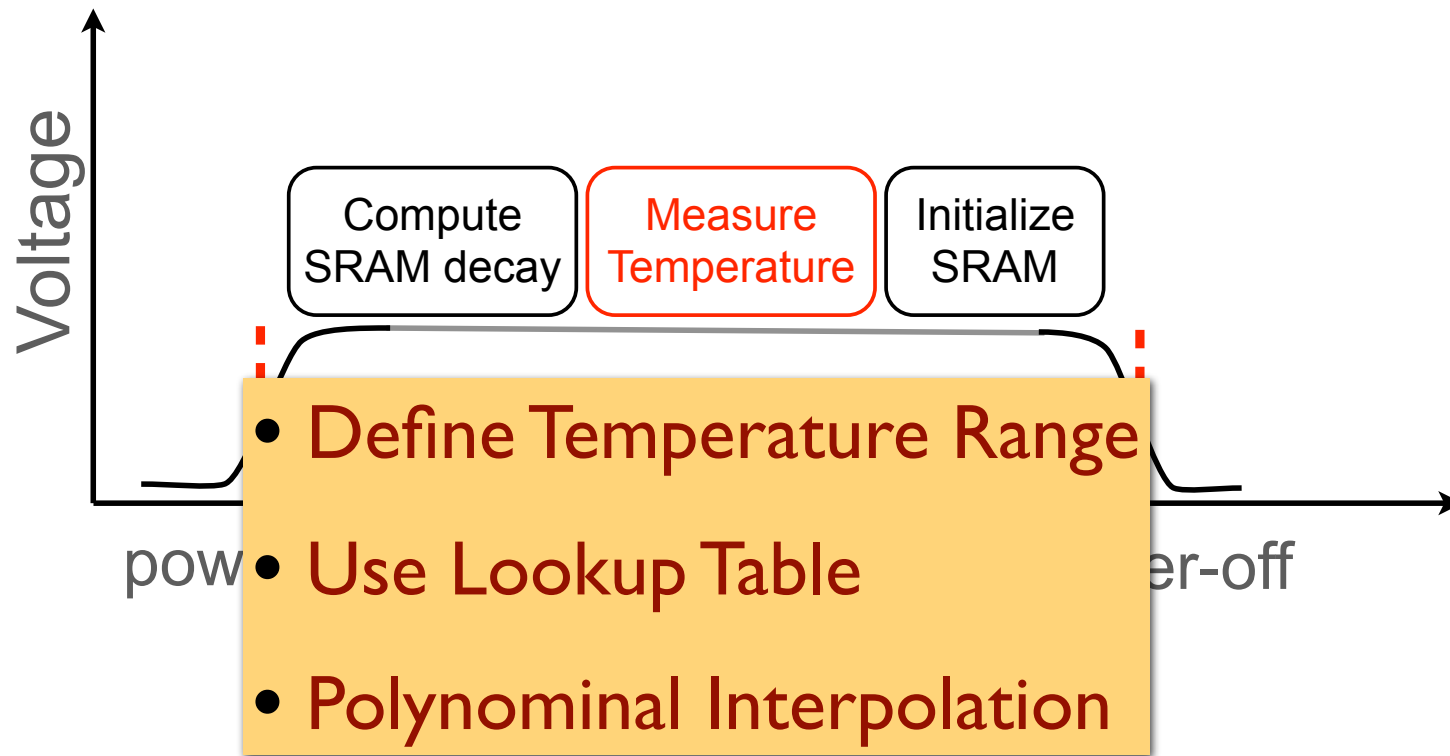 Voltage
Compute
SRAM decay
Measure
Temperature
Initialize
SRAM
• Define Temperature Range
pow
• Use Lookup Table
er-off
• Polynominal Interpolation